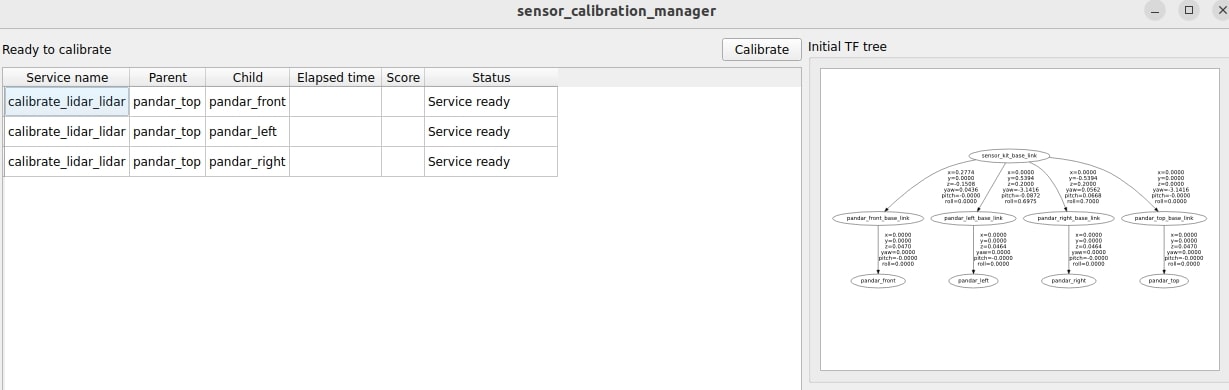 sensor_calibration_manager
Ready to calibrate
Calibrate
Service name Parent Child Elapsed time Score Status
calibrate_lidar_lidar pandar_top pandar_front Service ready
calibrate_lidar_lidar pandar_top pandar_left Service ready
calibrate_lidar_lidar pandar_top pandar_right Service ready
Initial TF tree
sensor_kit_base_link
x=0.2774
y=0.0000
z=-0.1508
yaw=0.0436
pitch=-0.0000
roll=0.0000
x=0.0000
y=0.5394
z=0.2000
yaw=-3.1416
pitch=-0.0872
roll=0.6975
x=0.0000
y=-0.5394
z=0.2000
yaw=0.0562
pitch=0.0668
roll=0.7000
x=0.0000
y=0.0000
z=0.0000
yaw=-3.1416
pitch=-0.0000
roll=0.0000
pandar_front_base_link
pandar_left_base_link
pandar_right_base_link
pandar_top_base_link
x=0.0000
y=0.0000
z=0.0470
yaw=0.0000
pitch=-0.0000
roll=0.0000
x=0.0000
y=0.0000
z=0.0464
yaw=0.0000
pitch=-0.0000
roll=0.0000
x=0.0000
y=0.0000
z=0.0464
yaw=0.0000
pitch=-0.0000
roll=0.0000
x=0.0000
y=0.0000
z=0.0470
yaw=0.0000
pitch=-0.0000
roll=0.0000
pandar_front
pandar_left
pandar_right
pandar_top